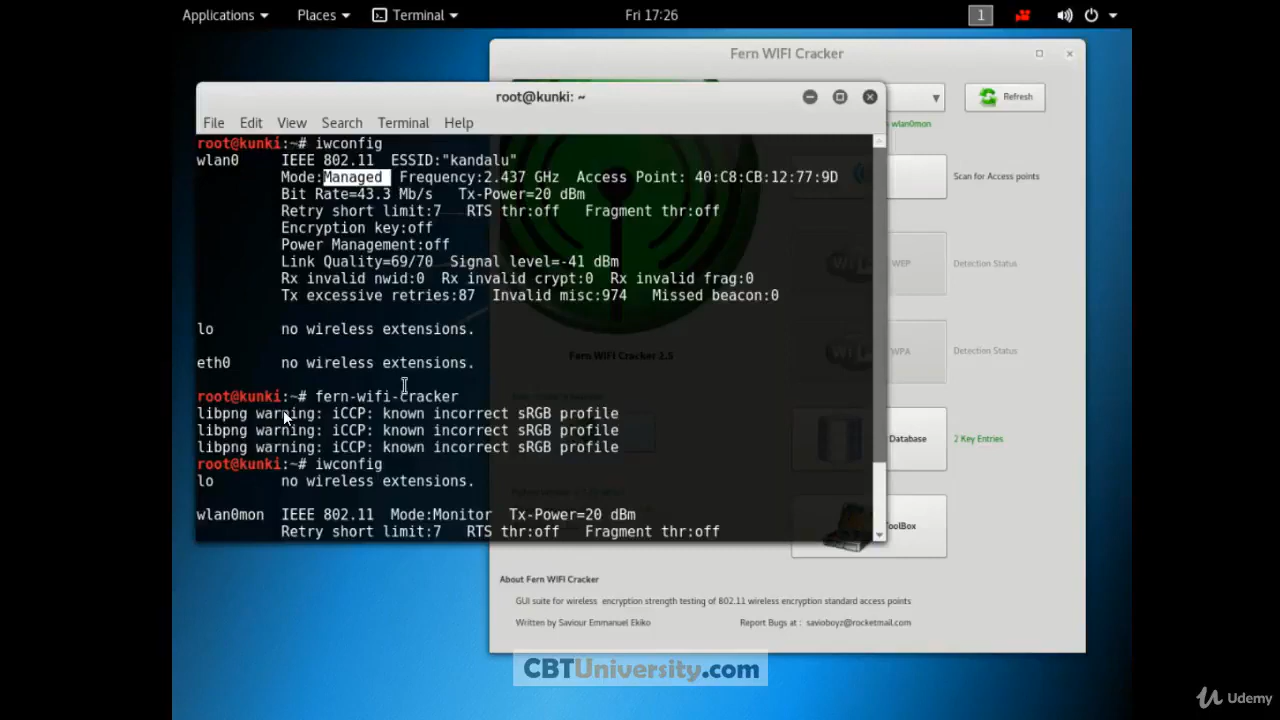 Applications Places Terminal Fri 17:26 1
Fern WIFI Cracker
root@kunki: ~
Refresh
File Edit View Search Terminal Help
wlan0mon
root@kunki:~# iwconfig
wlan0 IEEE 802.11 ESSID:"kandalu"
Mode:Managed Frequency:2.437 GHz Access Point: 40:C8:CB:12:77:9D
Scan for Access points
Bit Rate=43.3 Mb/s Tx-Power=20 dBm
Retry short limit:7 RTS thr:off Fragment thr:off
Encryption key:off
Power Management:off
Link Quality=69/70 Signal level=-41 dBm
WEP Detection Status
Rx invalid nwid:0 Rx invalid crypt:0 Rx invalid frag:0
Tx excessive retries:87 Invalid misc:974 Missed beacon:0
lo no wireless extensions.
Fern WIFI Cracker 2.5
WPA Detection Status
eth0 no wireless extensions.
root@kunki:~# fern-wifi-cracker
libpng warning: iCCP: known incorrect sRGB profile
libpng warning: iCCP: known incorrect sRGB profile
libpng warning: iCCP: known incorrect sRGB profile
Database 2 Key Entries
root@kunki:~# iwconfig
lo no wireless extensions.
wlan0mon IEEE 802.11 Mode:Monitor Tx-Power=20 dBm
Retry short limit:7 RTS thr:off Fragment thr:off
ToolBox
About Fern WIFI Cracker
GUI suite for wireless encryption strength testing of 802.11 wireless encryption standard access points
Written by Saviour Emmanuel Ekiko Report Bugs at : savioboyz@rocketmail.com
CBTUniversity.com
Udemy